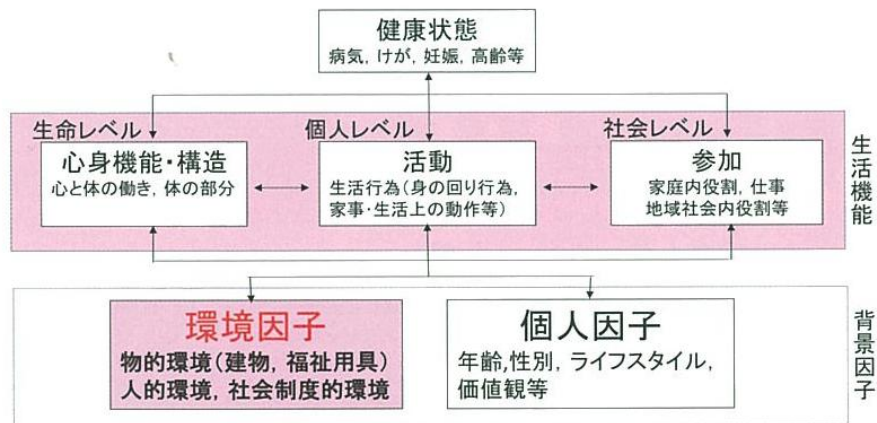 健康状態
病気, けが, 妊娠, 高齢等
生命レベル
個人レベル
社会レベル
心身機能・構造
心と体の働き, 体の部分
活動
生活行為(身の回り行為,
家事・生活上の動作等)
参加
家庭内役割, 仕事
地域社会内役割等
生活機能
環境因子
物的環境(建物, 福祉用具)
人的環境, 社会制度的環境
個人因子
年齢,性別, ライフスタイル,
価値観等
背景因子